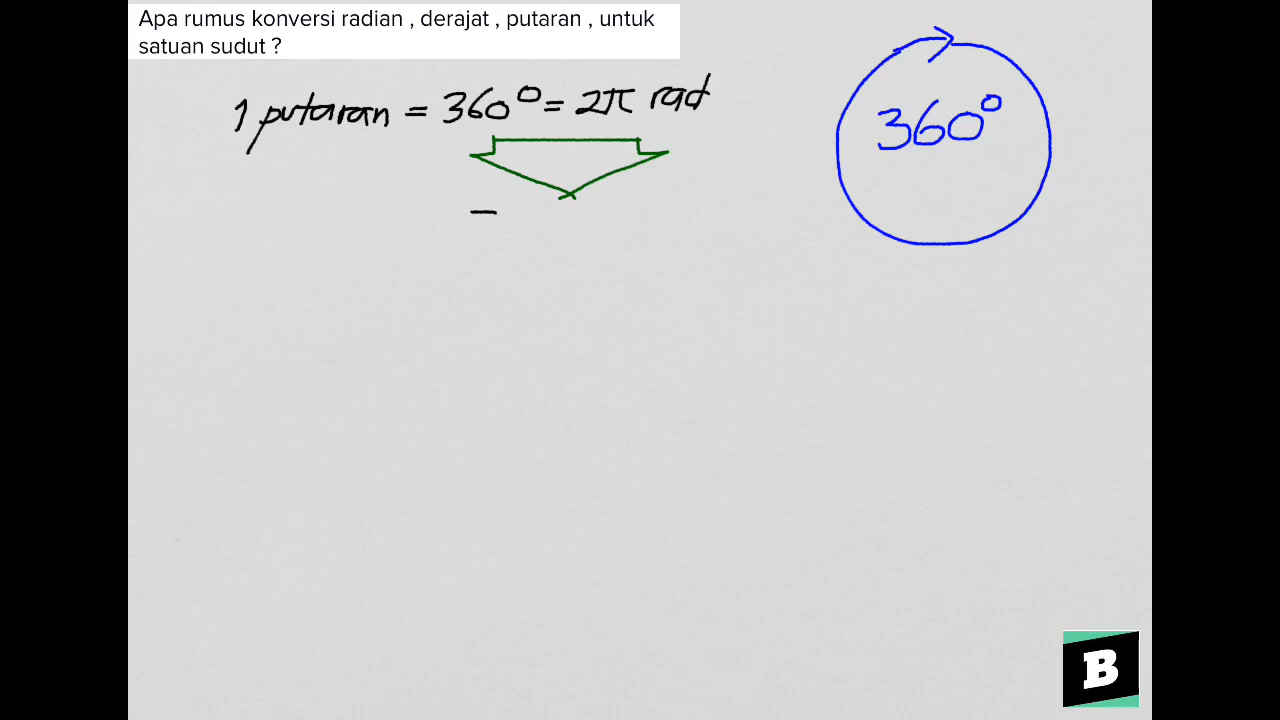 Apa rumus konversi radian , derajat , putaran , untuk
satuan sudut ?
1 putaran = 360° = 2π rad
360°
B